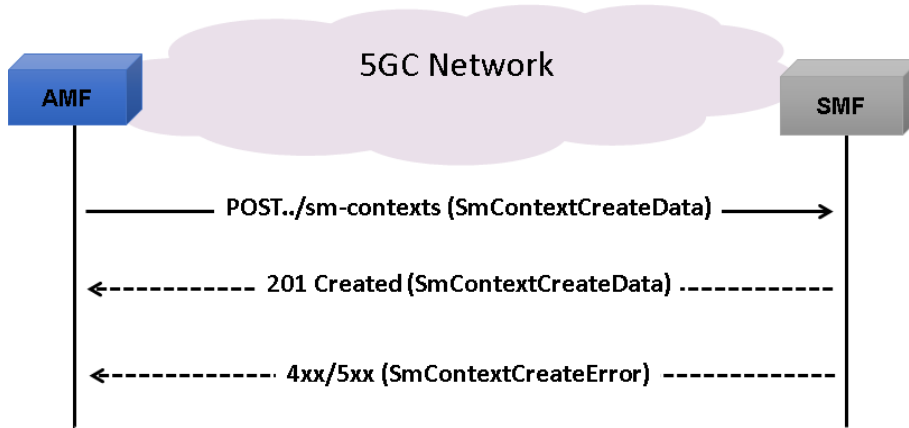 5GC Network
AMF
SMF
POST../sm-contexts (SmContextCreateData)
201 Created (SmContextCreateData)
4xx/5xx (SmContextCreateError)